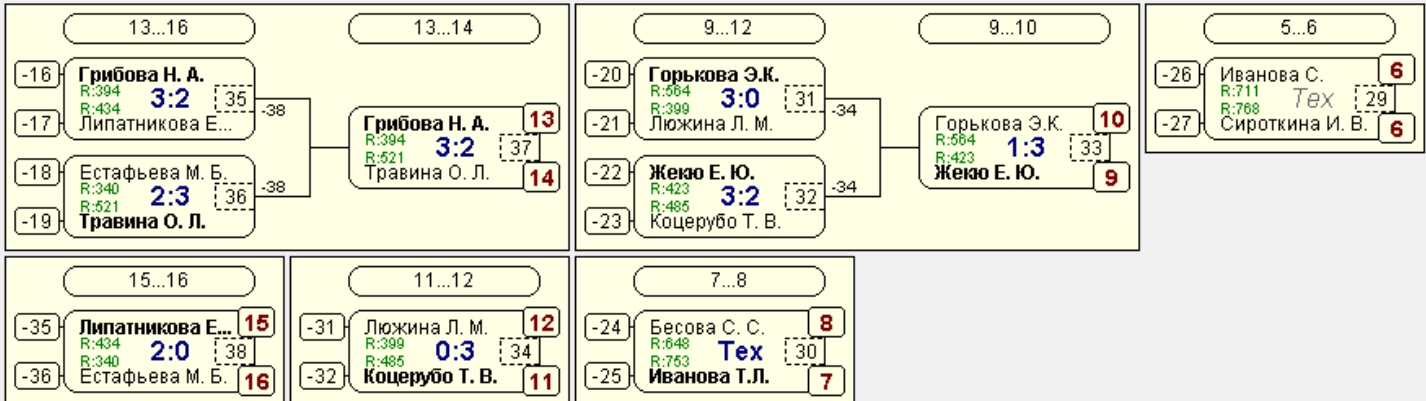 13...16
13...14
-16
Грибова Н. А.
R:394
3:2
35
R:434
-17
Липатникова Е...
-38
-18
Естафьева М. Б.
R:340
2:3
36
R:521
-19
Травина О. Л.
-38
Грибова Н. А.
13
R:394
3:2
37
R:521
Травина О. Л.
14
9...12
9...10
-20
Горькова Э.К.
R:564
3:0
31
R:399
-21
Люжина Л. М.
-34
-22
Жекю Е. Ю.
R:423
3:2
32
R:485
-23
Коцерубо Т. В.
-34
Горькова Э.К.
10
R:564
1:3
33
R:423
Жекю Е. Ю.
9
5...6
-26
Иванова С.
6
R:711
Тех
29
R:768
-27
Сироткина И. В.
6
15...16
-35
Липатникова Е...
15
R:434
2:0
38
R:340
-36
Естафьева М. Б.
16
11...12
-31
Люжина Л. М.
12
R:399
0:3
34
R:485
-32
Коцерубо Т. В.
11
7...8
-24
Бесова С. С.
8
R:648
Тех
30
R:753
-25
Иванова Т.Л.
7